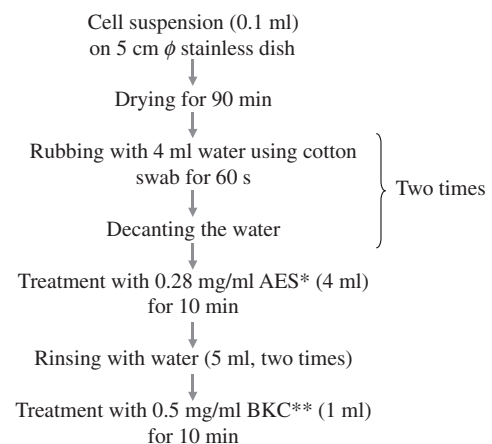 Cell suspension (0.1 ml)
on 5 cm ϕ stainless dish
Drying for 90 min
Rubbing with 4 ml water using cotton
swab for 60 s
Two times
Decanting the water
Treatment with 0.28 mg/ml AES* (4 ml)
for 10 min
Rinsing with water (5 ml, two times)
Treatment with 0.5 mg/ml BKC** (1 ml)
for 10 min